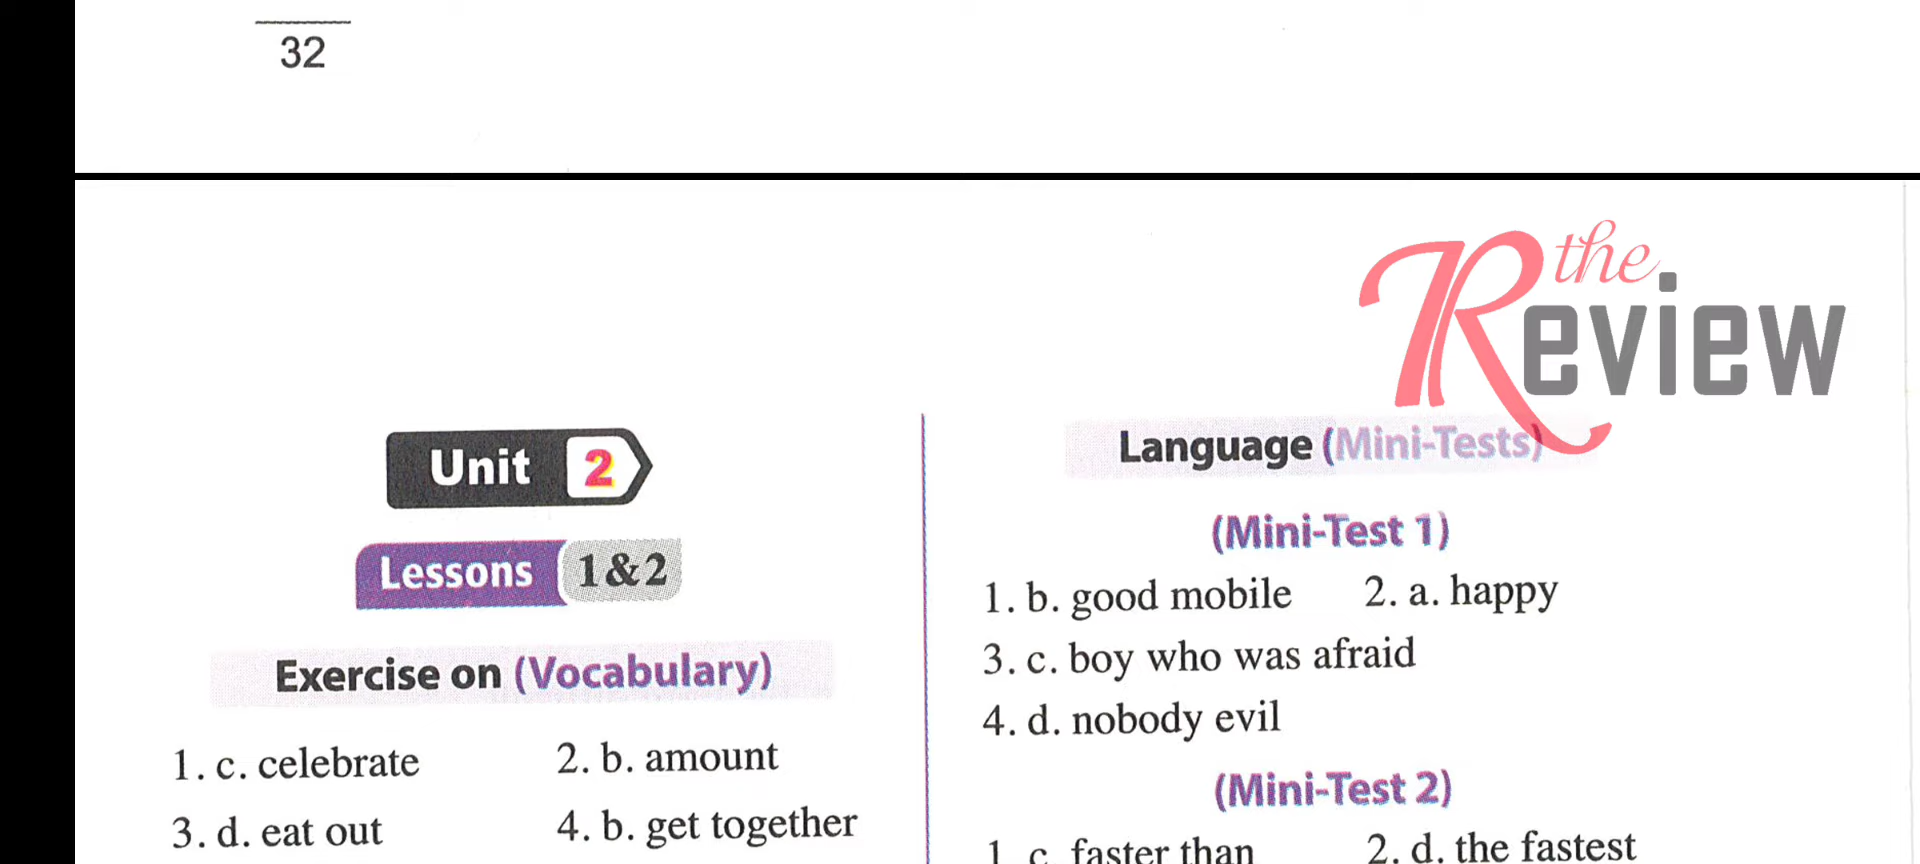 32
the
Review
Unit 2
Lessons 1&2
Exercise on (Vocabulary)
1. c. celebrate 2. b. amount
3. d. eat out 4. b. get together
Language (Mini-Tests)
(Mini-Test 1)
1. b. good mobile 2. a. happy
3. c. boy who was afraid
4. d. nobody evil
(Mini-Test 2)
1. c. faster than 2. d. the fastest